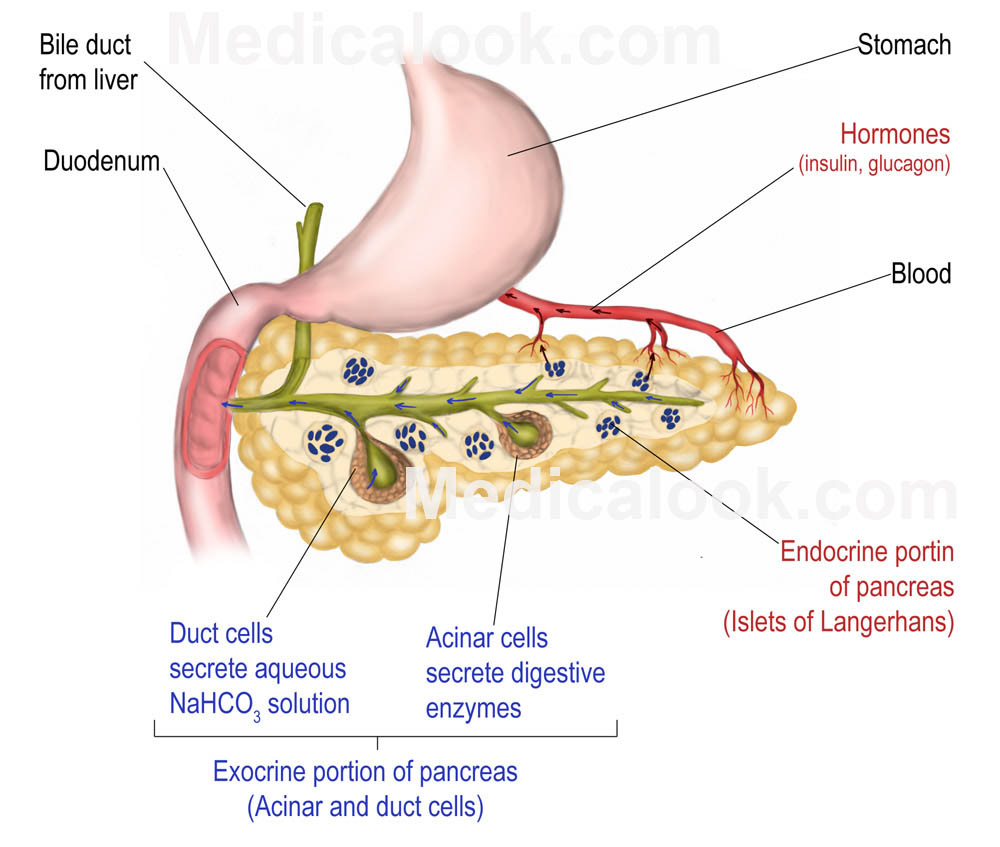 Medicalook.com
Bile duct
from liver
Stomach
Hormones
(insulin, glucagon)
Duodenum
Blood
Medicalook.com
Endocrine portin
of pancreas
(Islets of Langerhans)
Duct cells
secrete aqueous
NaHCO₃ solution
Acinar cells
secrete digestive
enzymes
Exocrine portion of pancreas
(Acinar and duct cells)